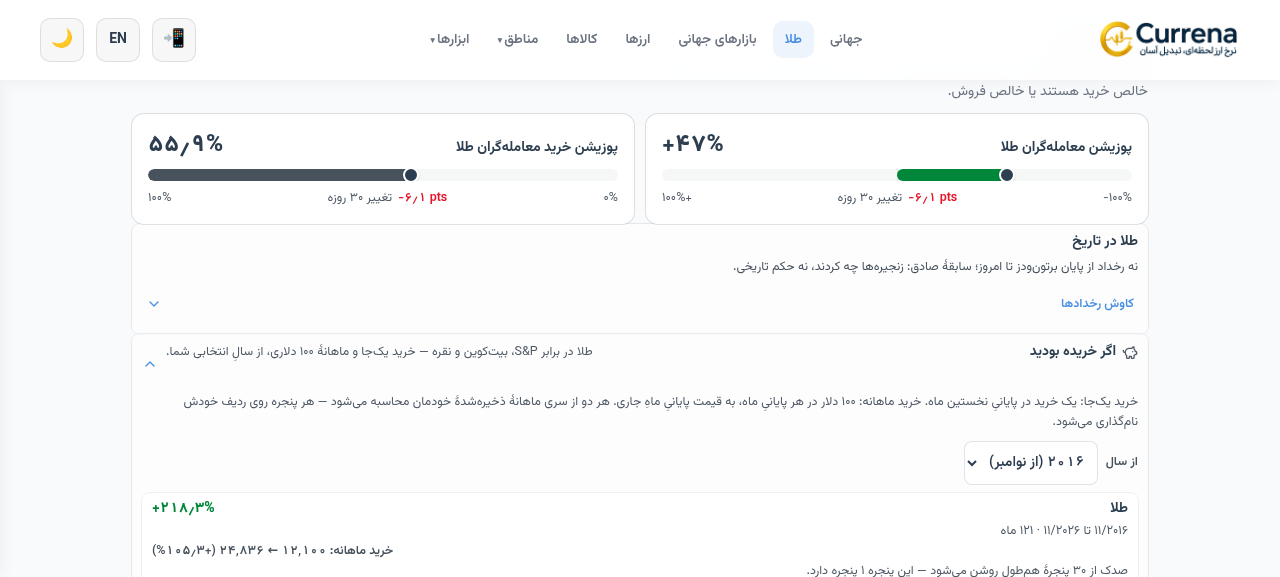 Currena
نرخ ارز لحظه‌ای، تبدیل آسان
جهانی
طلا
بازارهای جهانی
ارزها
کالاها
مناطق ▾
ابزارها ▾
EN
خالص خرید هستند یا خالص فروش.
پوزیشن معامله‌گران طلا
+۴۷%
-۱۰۰%
-۶٫۱ pts تغییر ۳۰ روزه
+۱۰۰%
پوزیشن خرید معامله‌گران طلا
۵۵٫۹%
۰%
-۶٫۱ pts تغییر ۳۰ روزه
۱۰۰%
طلا در تاریخ
نه رخداد از پایان برتون‌ودز تا امروز؛ سابقهٔ صادق: زنجیره‌ها چه کردند، نه حکم تاریخی.
کاوش رخدادها
اگر خریده بودید
طلا در برابر S&P، بیت‌کوین و نقره — خرید یک‌جا و ماهانهٔ ۱۰۰ دلاری، از سالِ انتخابی شما.
خرید یک‌جا: یک خرید در پایانیِ نخستین ماه. خرید ماهانه: ۱۰۰ دلار در هر پایانیِ ماه، به قیمت پایانیِ ماهِ جاری. هر دو از سری ماهانهٔ ذخیره‌شدهٔ خودمان محاسبه می‌شود — هر پنجره روی ردیف خودش
نام‌گذاری می‌شود.
از سال
۲۰۱۶ (از نوامبر)
طلا
+۲۱۸٫۳%
۱۱/۲۰۱۶ تا ۱۱/۲۰۲۶ · ۱۲۱ ماه
خرید ماهانه: ۱۲,۱۰۰ ← ۲۴,۸۳۶ (+۱۰۵٫۳%)
صدک از ۳۰ پنجرهٔ هم‌طول روشن می‌شود — این پنجره ۱ پنجره دارد.